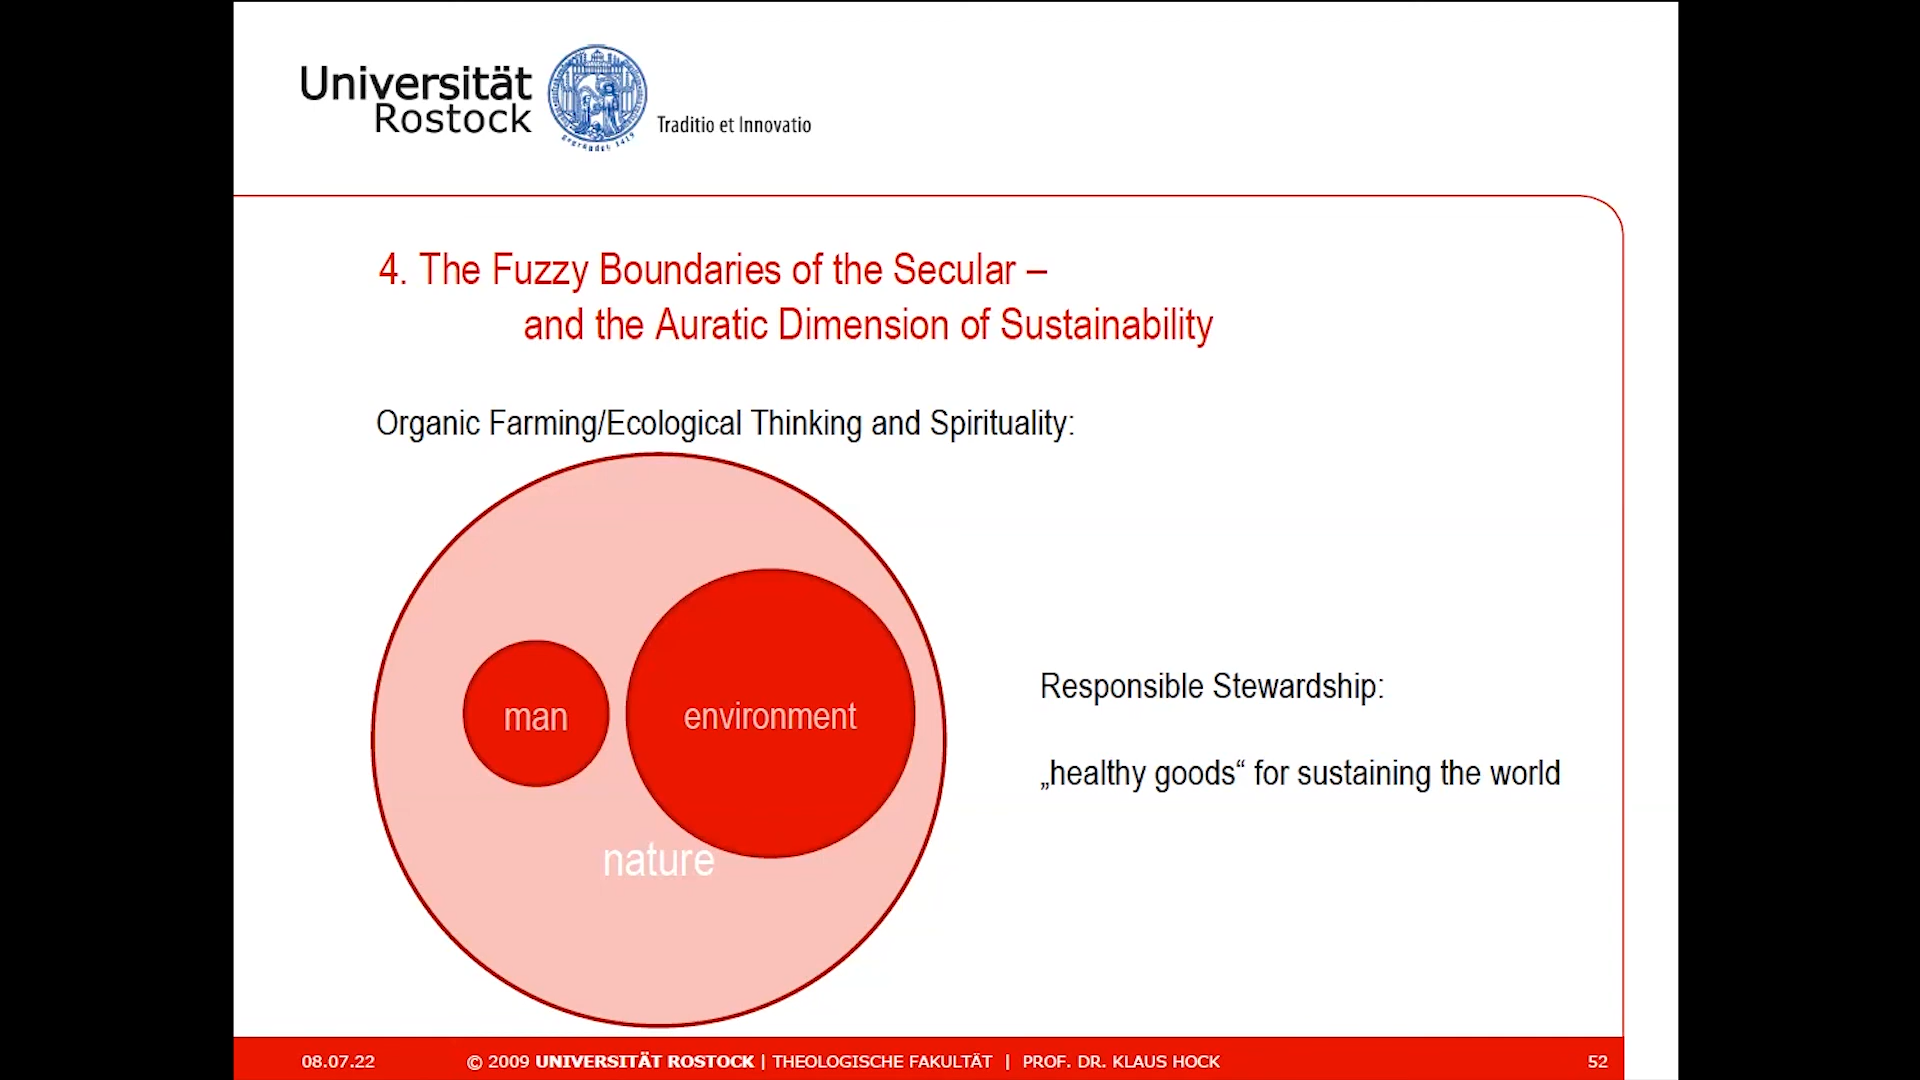 Universität
Rostock
gegründet 1419
Traditio et Innovatio
4. The Fuzzy Boundaries of the Secular –
and the Auratic Dimension of Sustainability
Organic Farming/Ecological Thinking and Spirituality:
man
environment
nature
Responsible Stewardship:
„healthy goods“ for sustaining the world
08.07.22
© 2009 UNIVERSITÄT ROSTOCK | THEOLOGISCHE FAKULTÄT | PROF. DR. KLAUS HOCK
52